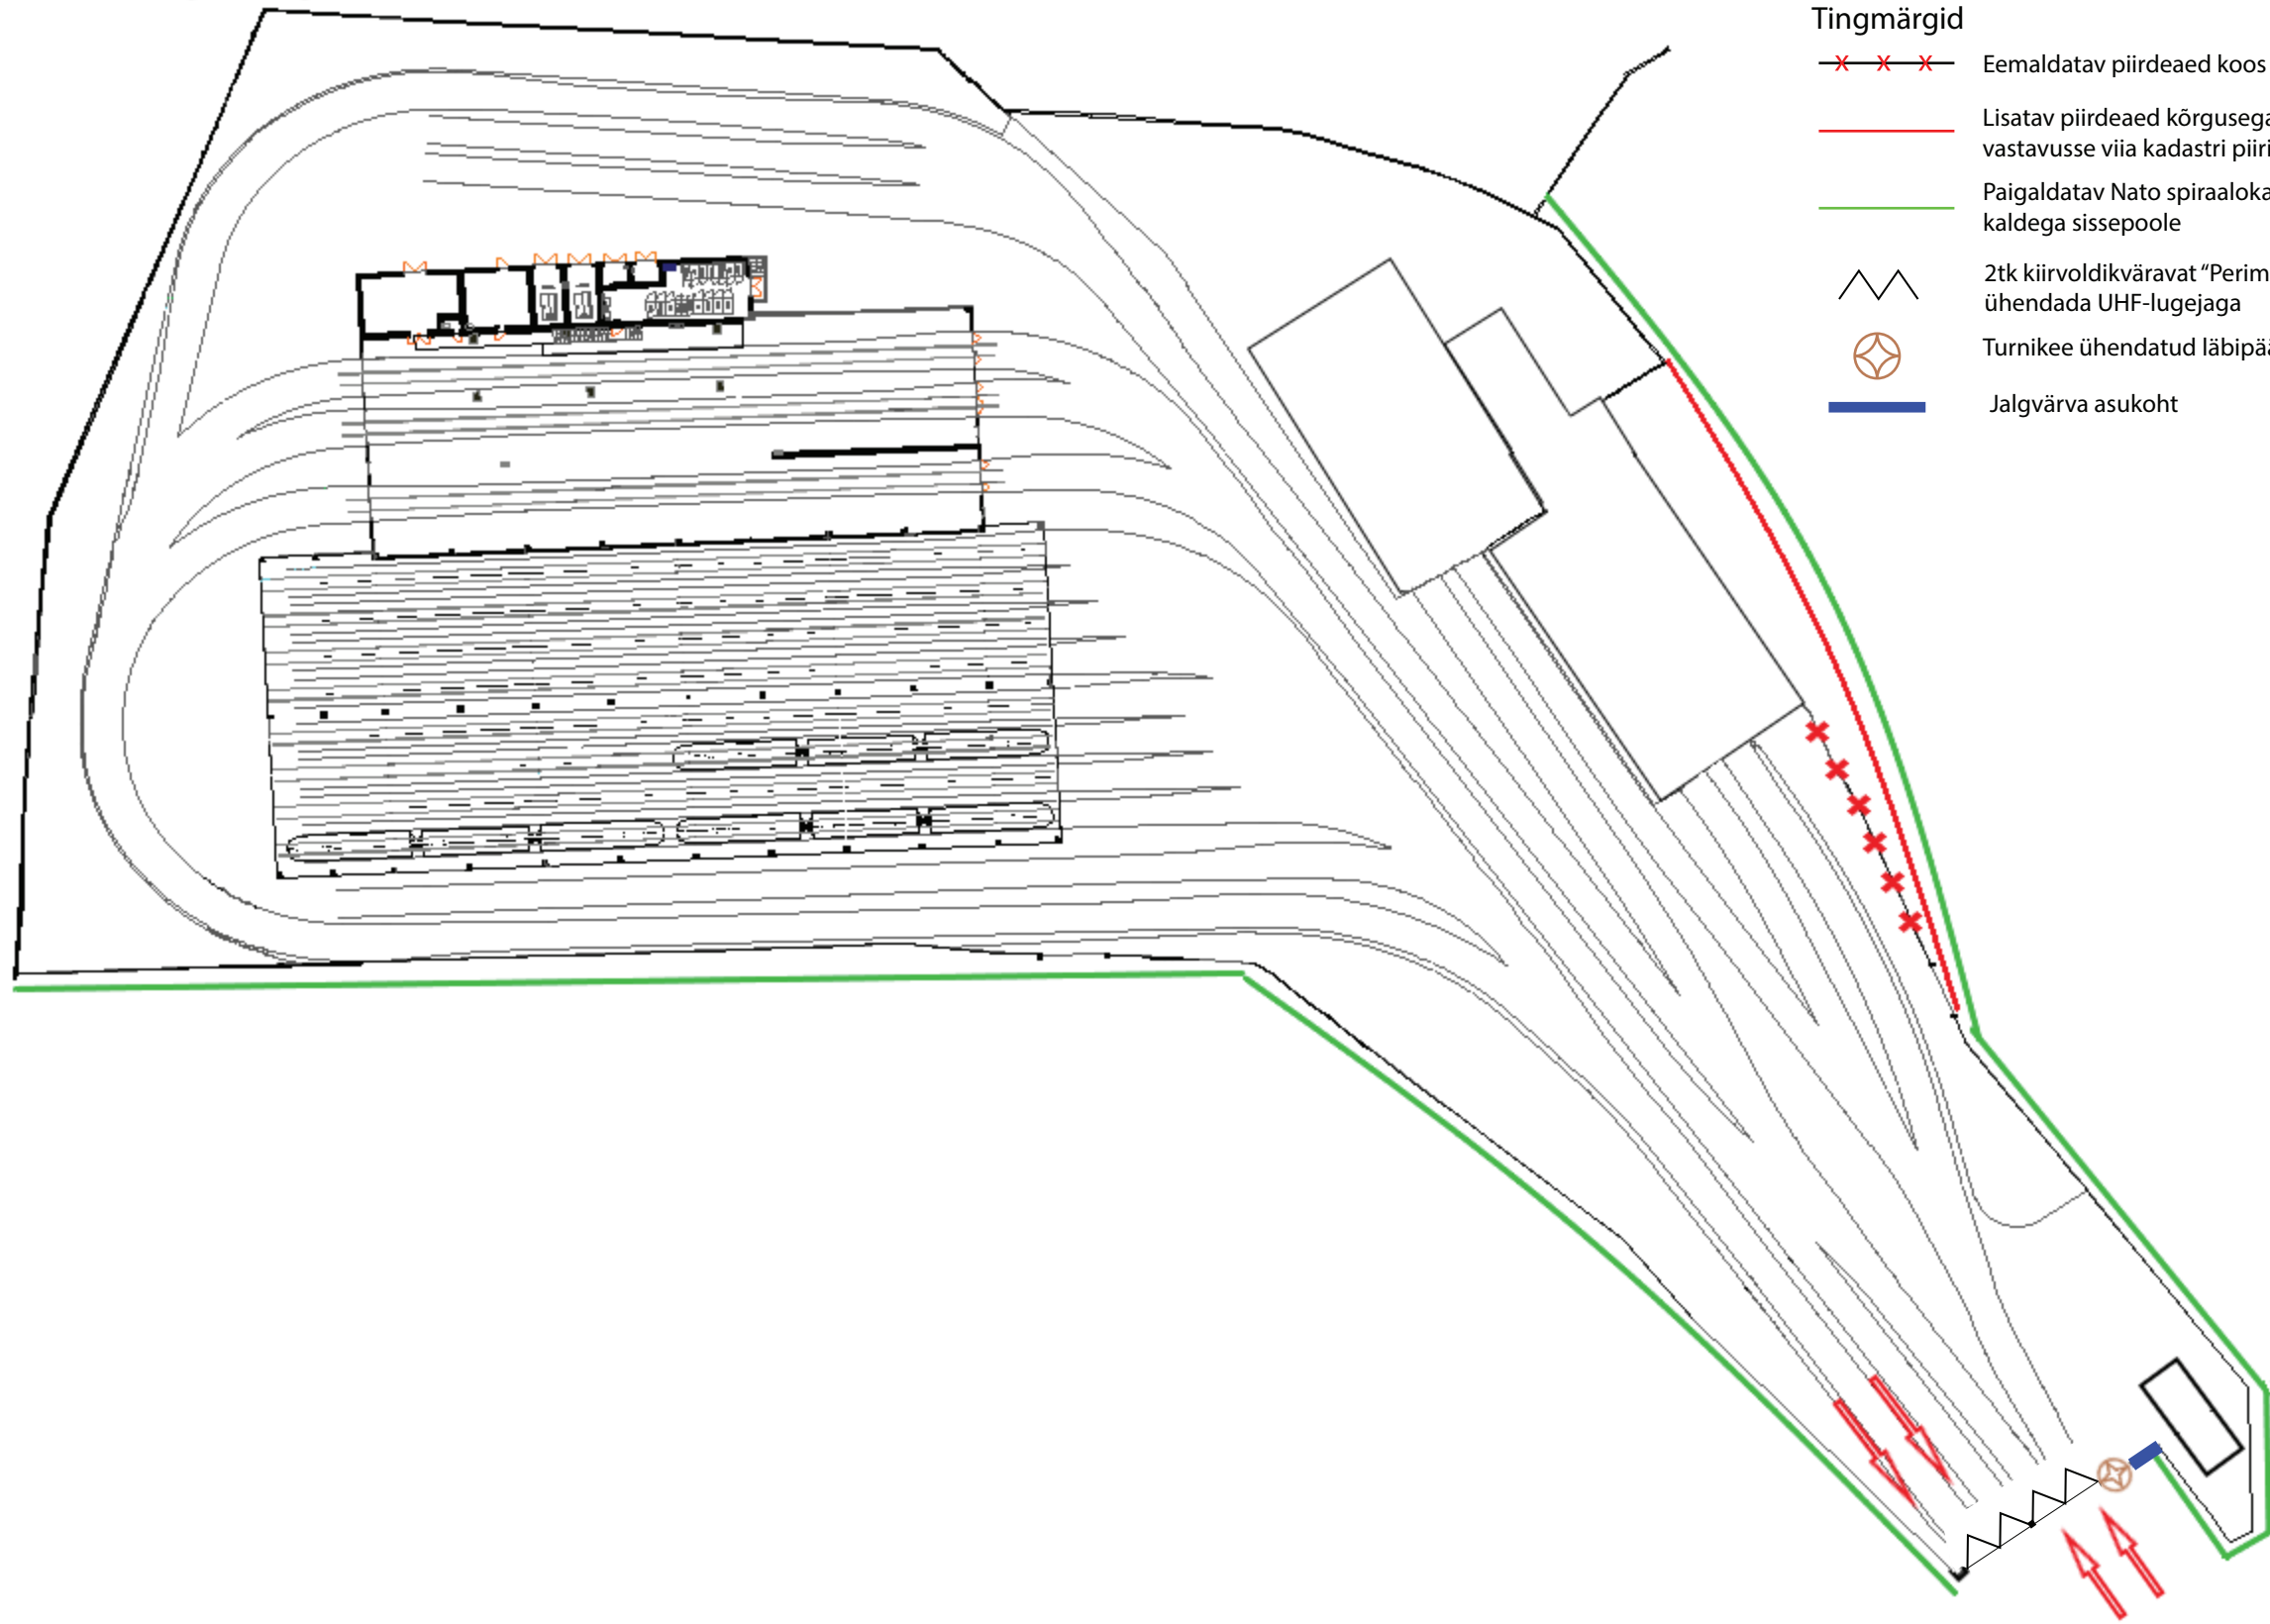 Tingmärgid
Eemaldatav piirdeaed koos
Lisatav piirdeaed kõrgusega
vastavusse viia kadastri piiri
Paigaldatav Nato spiraaloka
kaldega sissepoole
2tk kiirvoldikväravat “Perim
ühendada UHF-lugejaga
Turnikee ühendatud läbipää
Jalgvärva asukoht